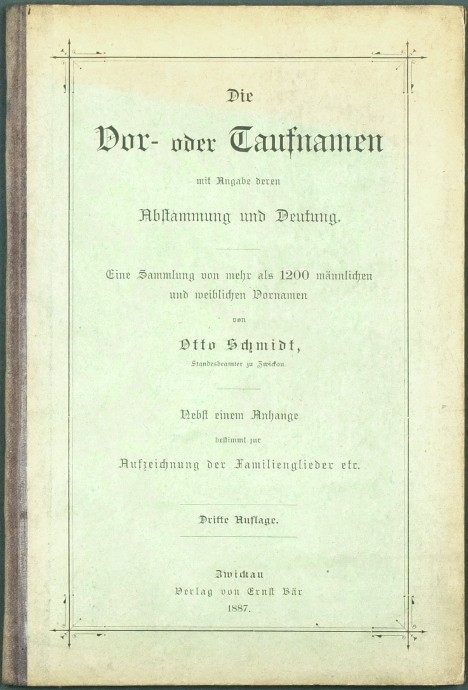 Die
Vor- oder Taufnamen
mit Angabe deren
Abstammung und Deutung.
Eine Sammlung von mehr als 1200 männlichen
und weiblichen Vornamen
von
Otto Schmidt,
Standesbeamter zu Zwickau.
Nebst einem Anhange
bestimmt zur
Aufzeichnung der Familienglieder etc.
Dritte Auflage.
Zwickau
Verlag von Ernst Bär
1887.